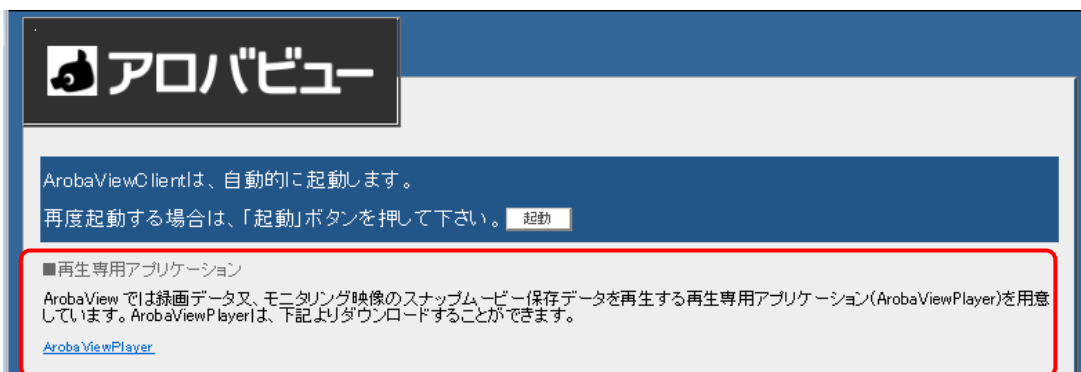 アロバビュー
ArobaViewClientは、自動的に起動します。
再度起動する場合は、「起動」ボタンを押して下さい。 起動
■再生専用アプリケーション
ArobaView では録画データ又、モニタリング映像のスナップムービー保存データを再生する再生専用アプリケーション(ArobaViewPlayer)を用意
しています。ArobaViewPlayerは、下記よりダウンロードすることができます。
ArobaViewPlayer